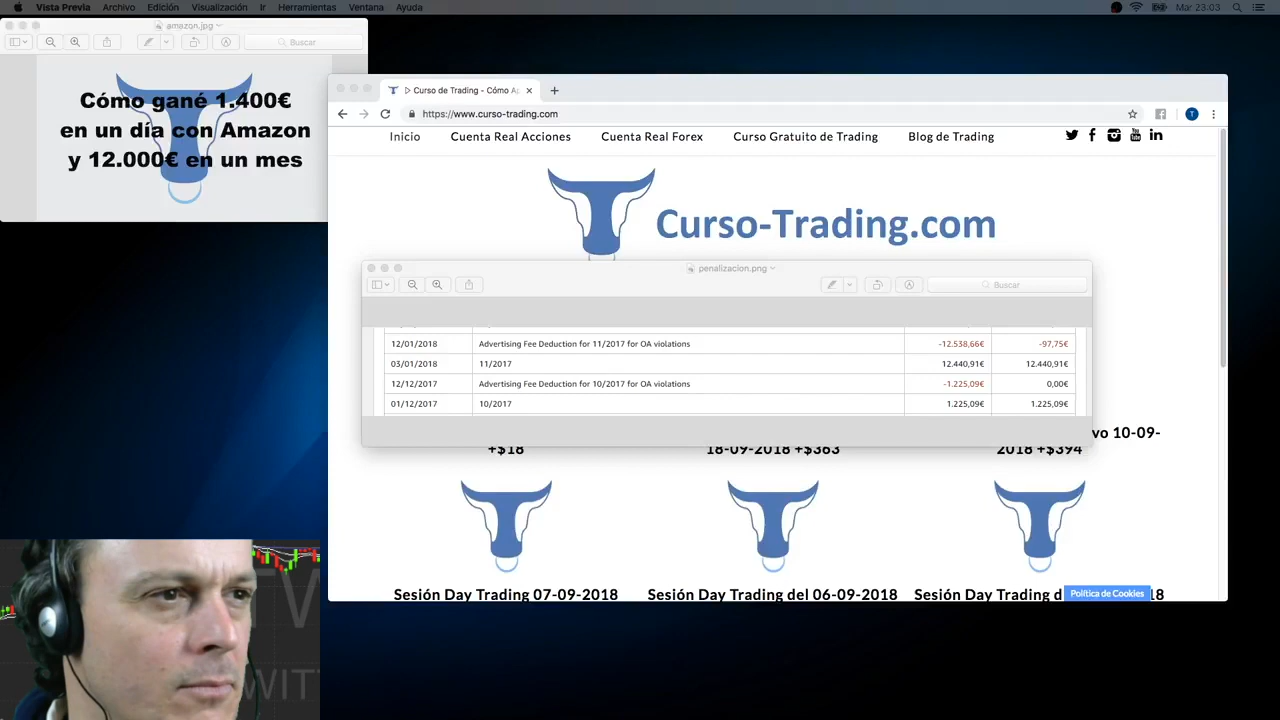 Vista Previa Archivo Edición Visualización Ir Herramientas Ventana Ayuda
Mar 23:03
amazon.jpg
Buscar
Cómo gané 1.400€
en un día con Amazon
y 12.000€ en un mes
Curso de Trading - Cómo
https://www.curso-trading.com
T
Inicio Cuenta Real Acciones Cuenta Real Forex Curso Gratuito de Trading Blog de Trading
Curso-Trading.com
penalizacion.png
Buscar
12/01/2018 Advertising Fee Deduction for 11/2017 for OA violations -12.538,66€ -97,75€
03/01/2018 11/2017 12.440,91€ 12.440,91€
12/12/2017 Advertising Fee Deduction for 10/2017 for OA violations -1.225,09€ 0,00€
01/12/2017 10/2017 1.225,09€ 1.225,09€
vo 10-09-
+$18 18-09-2018 +$363 2018 +$394
Sesión Day Trading 07-09-2018 Sesión Day Trading del 06-09-2018 Sesión Day Trading d 18
Política de Cookies
TW
WITT